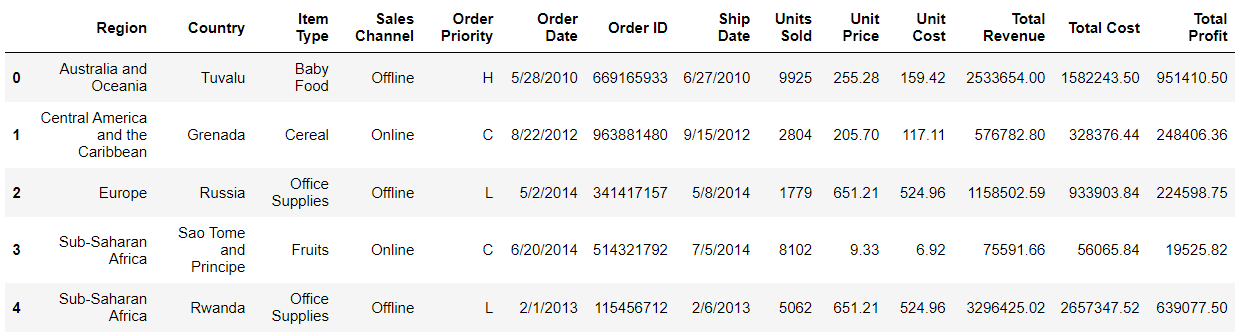 Region Country Item Type Sales Channel Order Priority Order Date Order ID Ship Date Units Sold Unit Price Unit Cost Total Revenue Total Cost Total Profit
0 Australia and Oceania Tuvalu Baby Food Offline H 5/28/2010 669165933 6/27/2010 9925 255.28 159.42 2533654.00 1582243.50 951410.50
1 Central America and the Caribbean Grenada Cereal Online C 8/22/2012 963881480 9/15/2012 2804 205.70 117.11 576782.80 328376.44 248406.36
2 Europe Russia Office Supplies Offline L 5/2/2014 341417157 5/8/2014 1779 651.21 524.96 1158502.59 933903.84 224598.75
3 Sub-Saharan Africa Sao Tome and Principe Fruits Online C 6/20/2014 514321792 7/5/2014 8102 9.33 6.92 75591.66 56065.84 19525.82
4 Sub-Saharan Africa Rwanda Office Supplies Offline L 2/1/2013 115456712 2/6/2013 5062 651.21 524.96 3296425.02 2657347.52 639077.50